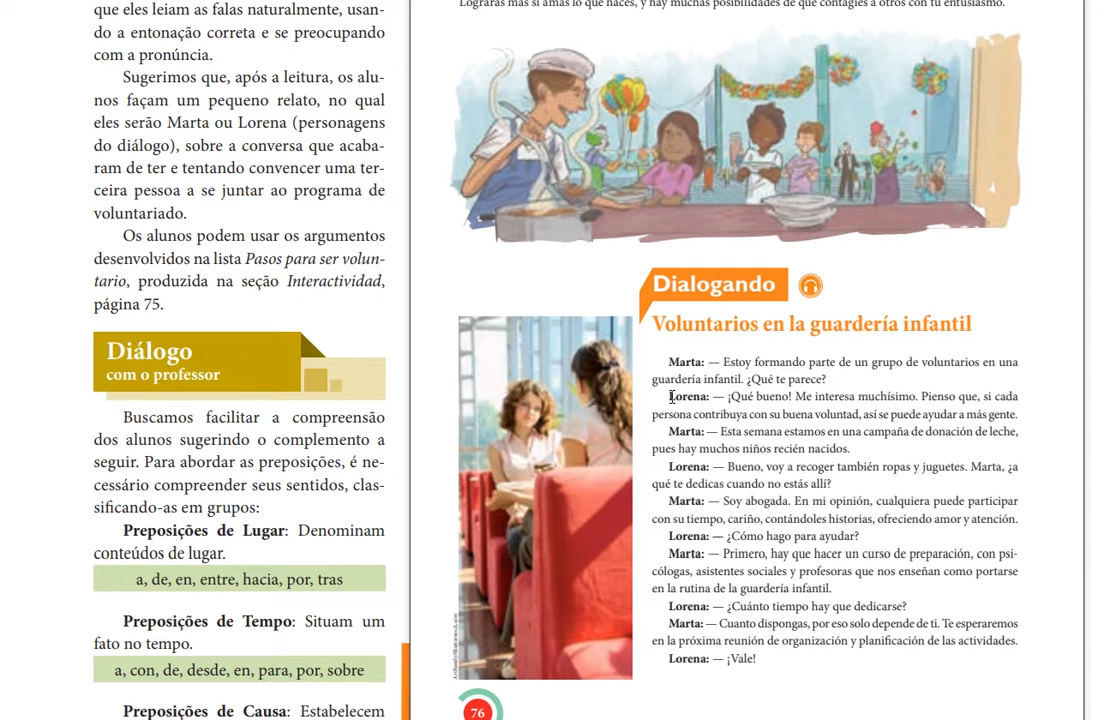 que eles leiam as falas naturalmente, usan-
do a entonação correta e se preocupando
com a pronúncia.
Sugerimos que, após a leitura, os alu-
nos façam um pequeno relato, no qual
eles serão Marta ou Lorena (personagens
do diálogo), sobre a conversa que acaba-
ram de ter e tentando convencer uma ter-
ceira pessoa a se juntar ao programa de
voluntariado.
Os alunos podem usar os argumentos
desenvolvidos na lista Pasos para ser volun-
tario, produzida na seção Interactividad,
página 75.
Diálogo
com o professor
Buscamos facilitar a compreensão
dos alunos sugerindo o complemento a
seguir. Para abordar as preposições, é ne-
cessário compreender seus sentidos, clas-
sificando-as em grupos:
Preposições de Lugar: Denominam
conteúdos de lugar.
a, de, en, entre, hacia, por, tras
Preposições de Tempo: Situam um
fato no tempo.
a, con, de, desde, en, para, por, sobre
Preposições de Causa: Estabelecem
Lograrás más si amas lo que haces, y hay muchas posibilidades de que contagies a otros con tu entusiasmo.
Dialogando
Voluntarios en la guardería infantil
Marta: — Estoy formando parte de un grupo de voluntarios en una
guardería infantil. ¿Qué te parece?
Lorena: — ¡Qué bueno! Me interesa muchísimo. Pienso que, si cada
persona contribuya con su buena voluntad, así se puede ayudar a más gente.
Marta: — Esta semana estamos en una campaña de donación de leche,
pues hay muchos niños recién nacidos.
Lorena: — Bueno, voy a recoger también ropas y juguetes. Marta, ¿a
qué te dedicas cuando no estás allí?
Marta: — Soy abogada. En mi opinión, cualquiera puede participar
con su tiempo, cariño, contándoles historias, ofreciendo amor y atención.
Lorena: — ¿Cómo hago para ayudar?
Marta: — Primero, hay que hacer un curso de preparación, con psi-
cólogas, asistentes sociales y profesoras que nos enseñan como portarse
en la rutina de la guardería infantil.
Lorena: — ¿Cuánto tiempo hay que dedicarse?
Marta: — Cuanto dispongas, por eso solo depende de ti. Te esperaremos
en la próxima reunión de organización y planificación de las actividades.
Lorena: — ¡Vale!
76